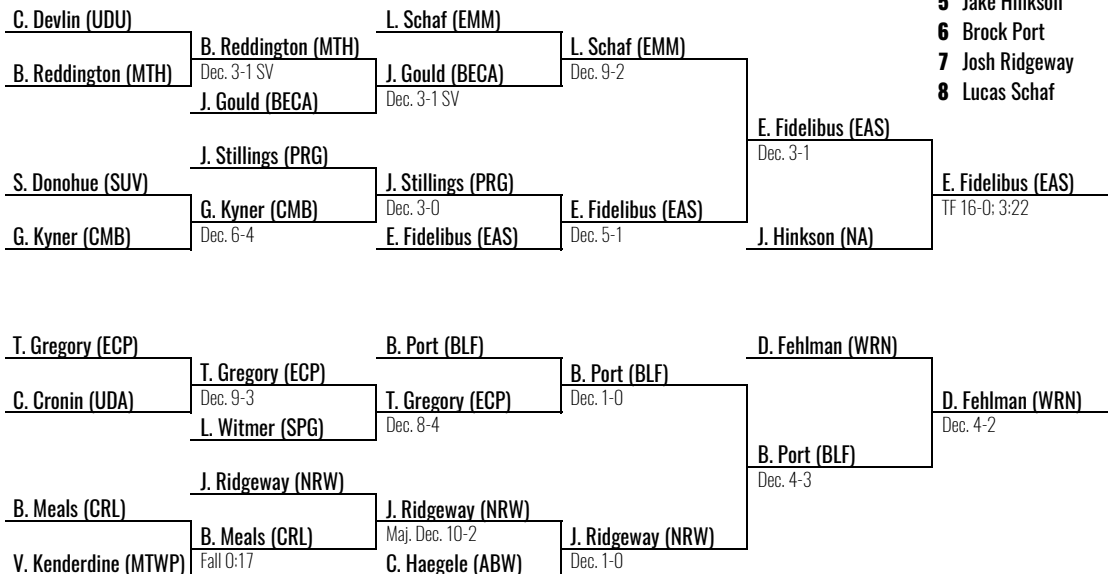 5 Jake Hinkson
6 Brock Port
7 Josh Ridgeway
8 Lucas Schaf
C. Devlin (UDU)
B. Reddington (MTH)
B. Reddington (MTH)
Dec. 3-1 SV
J. Gould (BECA)
L. Schaf (EMM)
J. Gould (BECA)
Dec. 3-1 SV
L. Schaf (EMM)
Dec. 9-2
S. Donohue (SUV)
G. Kyner (CMB)
J. Stillings (PRG)
G. Kyner (CMB)
Dec. 6-4
J. Stillings (PRG)
Dec. 3-0
E. Fidelibus (EAS)
E. Fidelibus (EAS)
Dec. 5-1
E. Fidelibus (EAS)
Dec. 3-1
J. Hinkson (NA)
E. Fidelibus (EAS)
TF 16-0; 3:22
T. Gregory (ECP)
C. Cronin (UDA)
T. Gregory (ECP)
Dec. 9-3
L. Witmer (SPG)
B. Port (BLF)
T. Gregory (ECP)
Dec. 8-4
B. Port (BLF)
Dec. 1-0
B. Meals (CRL)
V. Kenderdine (MTWP)
J. Ridgeway (NRW)
B. Meals (CRL)
Fall 0:17
J. Ridgeway (NRW)
Maj. Dec. 10-2
C. Haegele (ABW)
J. Ridgeway (NRW)
Dec. 1-0
D. Fehlman (WRN)
B. Port (BLF)
Dec. 4-3
D. Fehlman (WRN)
Dec. 4-2